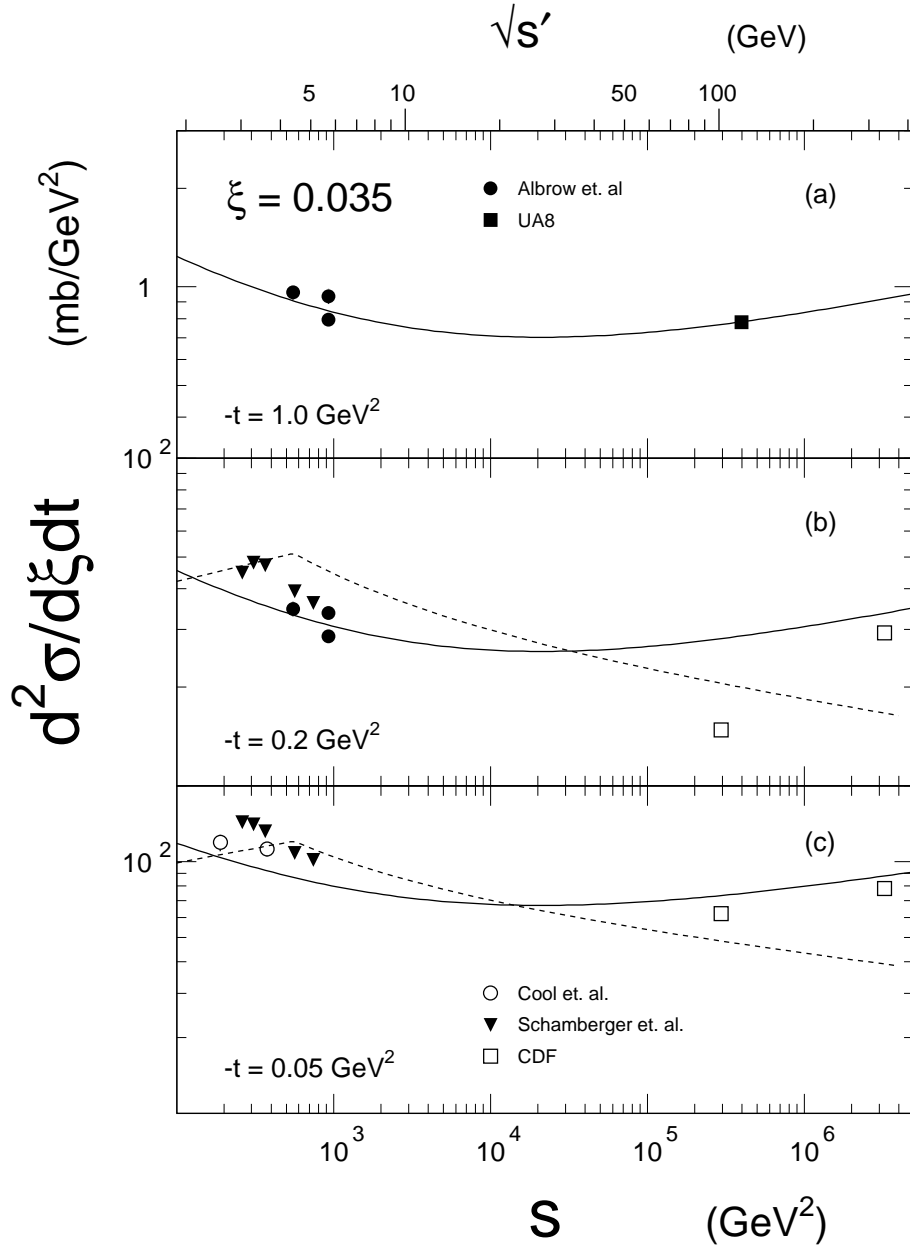 √s′ (GeV)
5 10 50 100
ξ = 0.035
Albrow et. al
UA8
(a)
(mb/GeV²)
1
-t = 1.0 GeV²
10²
(b)
d²σ/dξdt
-t = 0.2 GeV²
(c)
10²
Cool et. al.
Schamberger et. al.
CDF
-t = 0.05 GeV²
10³ 10⁴ 10⁵ 10⁶
s (GeV²)